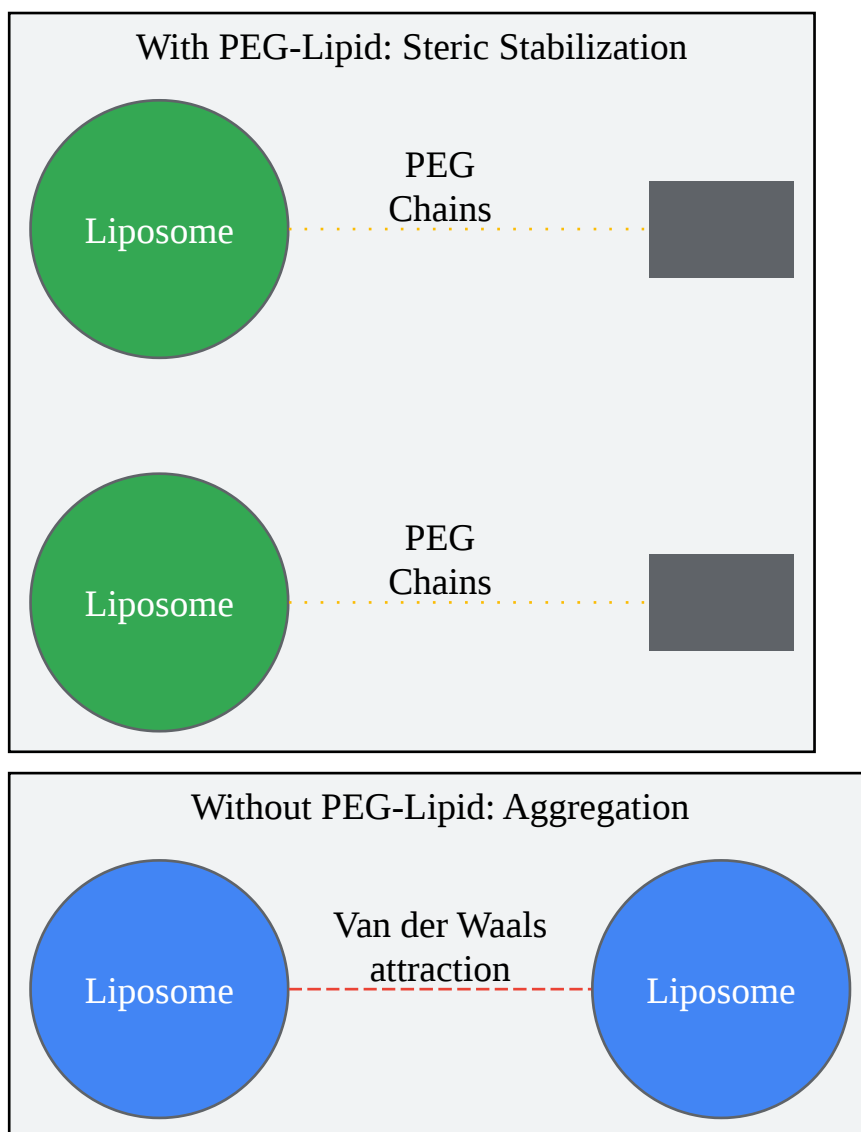 With PEG-Lipid: Steric Stabilization
PEG
Chains
Liposome
PEG
Chains
Liposome
Without PEG-Lipid: Aggregation
Van der Waals
attraction
Liposome
Liposome